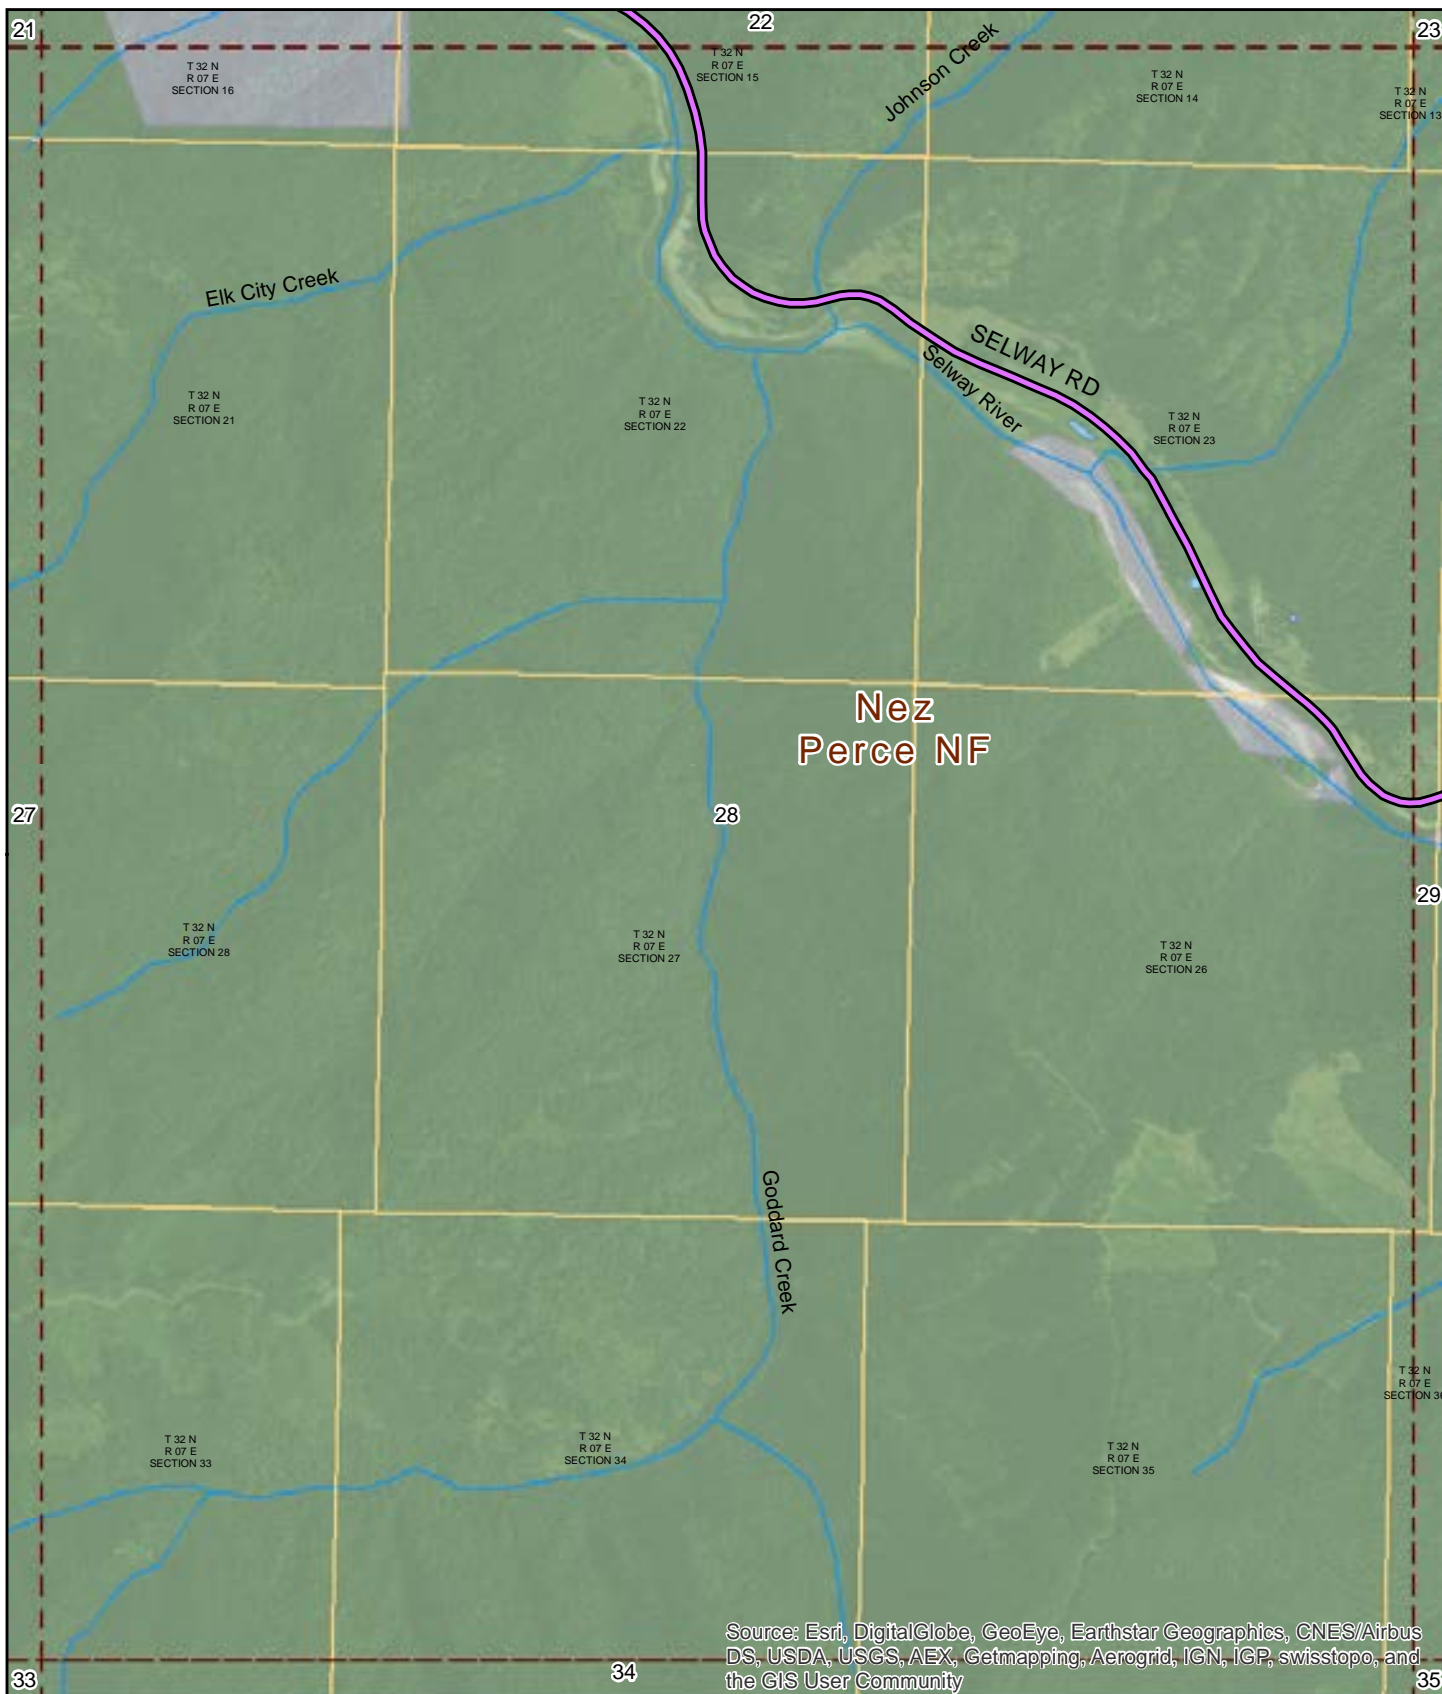 21
22
23
T 32 N
R 07 E
SECTION 16
T 32 N
R 07 E
SECTION 15
Johnson Creek
T 32 N
R 07 E
SECTION 14
T 32 N
R 07 E
SECTION 13
Elk City Creek
SELWAY RD
Selway River
T 32 N
R 07 E
SECTION 21
T 32 N
R 07 E
SECTION 22
T 32 N
R 07 E
SECTION 23
Nez
Perce NF
27
28
29
T 32 N
R 07 E
SECTION 28
T 32 N
R 07 E
SECTION 27
T 32 N
R 07 E
SECTION 26
Goddard Creek
T 32 N
R 07 E
SECTION 36
T 32 N
R 07 E
SECTION 33
T 32 N
R 07 E
SECTION 34
T 32 N
R 07 E
SECTION 35
Source: Esri, DigitalGlobe, GeoEye, Earthstar Geographics, CNES/Airbus
DS, USDA, USGS, AEX, Getmapping, Aerogrid, IGN, IGP, swisstopo, and
the GIS User Community
33
34
35